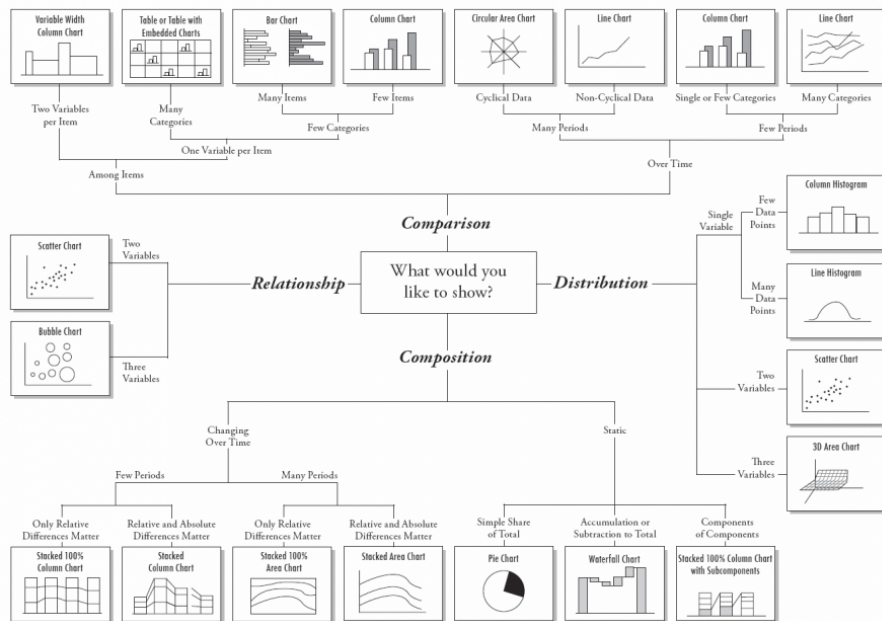 Variable Width
Column Chart
Table or Table with
Embedded Charts
Bar Chart
Column Chart
Circular Area Chart
Line Chart
Column Chart
Line Chart
Two Variables
per Item
Many
Categories
Many Items
Few Items
Cyclical Data
Non-Cyclical Data
Single or Few Categories
Many Categories
Few Categories
Many Periods
Few Periods
One Variable per Item
Among Items
Over Time
Comparison
What would you
like to show?
Relationship
Two
Variables
Scatter Chart
Three
Variables
Bubble Chart
Distribution
Single
Variable
Few
Data
Points
Column Histogram
Many
Data
Points
Line Histogram
Two
Variables
Scatter Chart
Three
Variables
3D Area Chart
Composition
Changing
Over Time
Static
Few Periods
Many Periods
Only Relative
Differences Matter
Relative and Absolute
Differences Matter
Only Relative
Differences Matter
Relative and Absolute
Differences Matter
Simple Share
of Total
Accumulation or
Subtraction to Total
Components
of Components
Stacked 100%
Column Chart
Stacked
Column Chart
Stacked 100%
Area Chart
Stacked Area Chart
Pie Chart
Waterfall Chart
Stacked 100% Column Chart
with Subcomponents